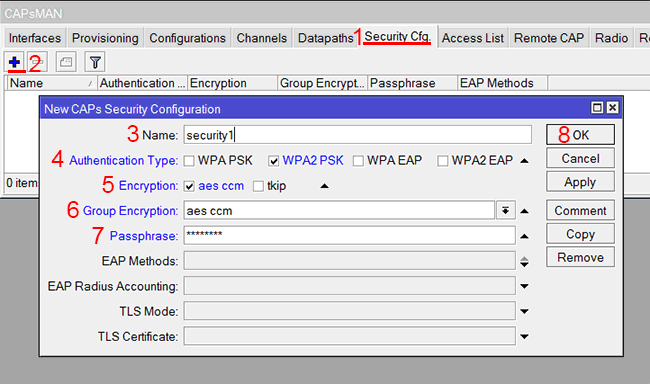 CAPsMAN
Interfaces Provisioning Configurations Channels Datapaths 1 Security Cfg. Access List Remote CAP Radio
2
Name Authentication ... Encryption Group Encrypt... Passphrase EAP Methods
New CAPs Security Configuration
3 Name: security1 8 OK
4 Authentication Type: WPA PSK WPA2 PSK WPA EAP WPA2 EAP Cancel
5 Encryption: aes ccm tkip Apply
0 item
6 Group Encryption: aes ccm Comment
7 Passphrase: ******** Copy
EAP Methods: Remove
EAP Radius Accounting:
TLS Mode:
TLS Certificate: